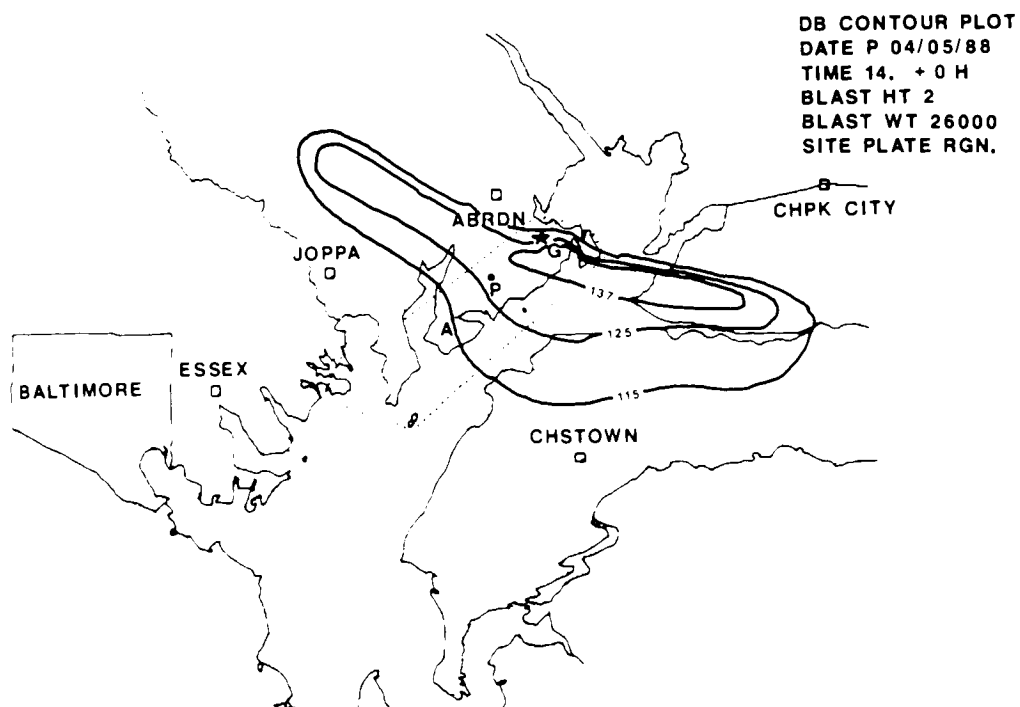 DB CONTOUR PLOT
DATE P 04/05/88
TIME 14. + 0 H
BLAST HT 2
BLAST WT 26000
SITE PLATE RGN.
CHPK CITY
ABRDN
G
JOPPA
P
137
A
125
ESSEX
BALTIMORE
115
CHSTOWN